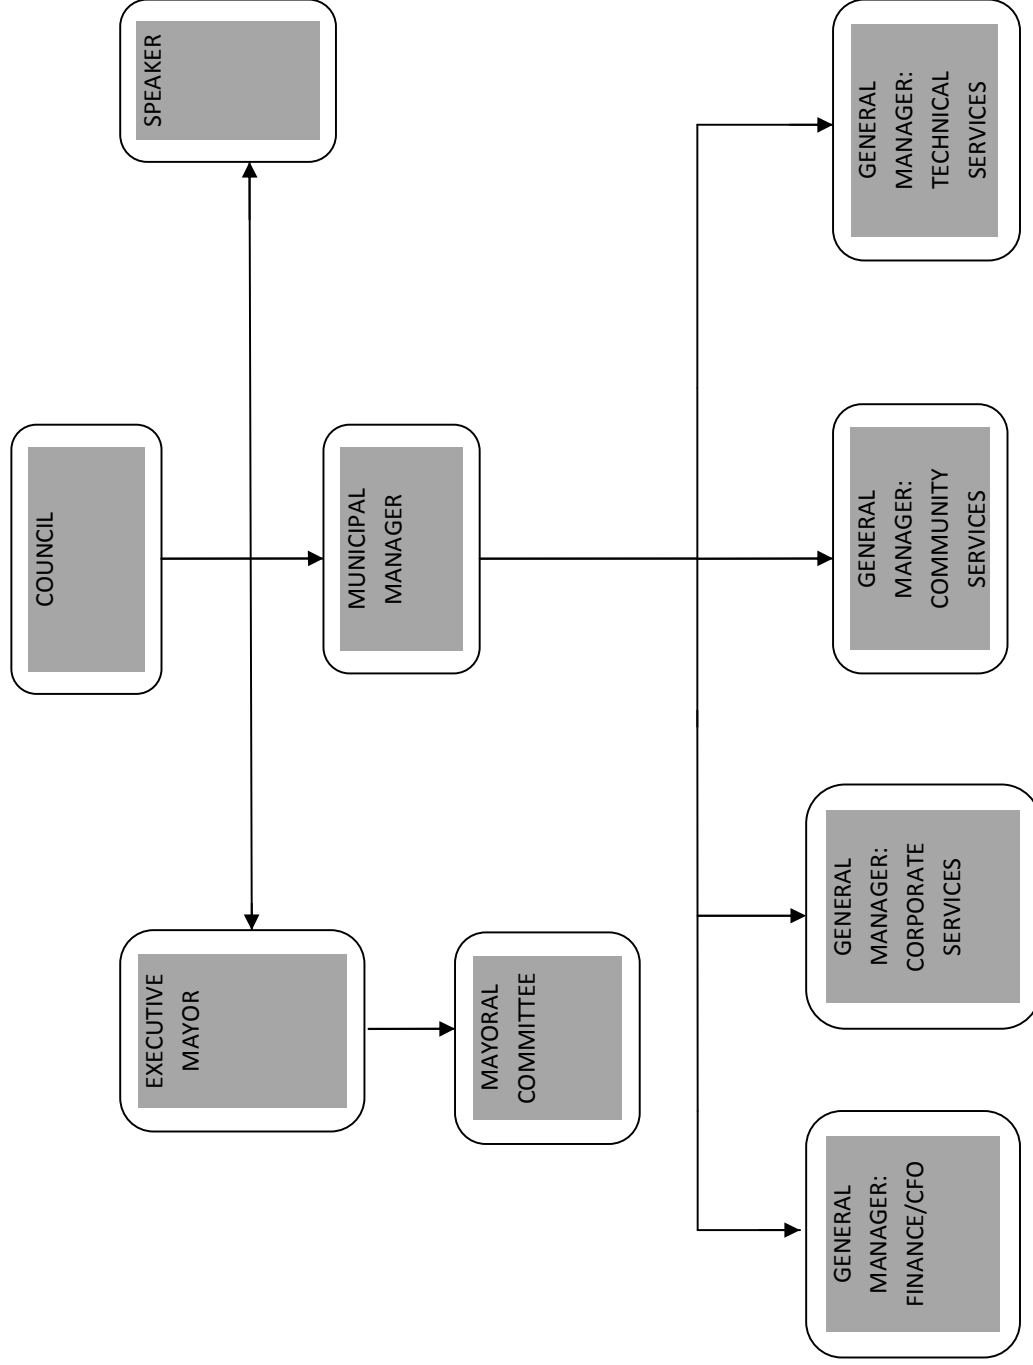 COUNCIL
EXECUTIVE
MAYOR
SPEAKER
MUNICIPAL
MANAGER
MAYORAL
COMMITTEE
GENERAL
MANAGER:
FINANCE/CFO
GENERAL
MANAGER:
CORPORATE
SERVICES
GENERAL
MANAGER:
COMMUNITY
SERVICES
GENERAL
MANAGER:
TECHNICAL
SERVICES